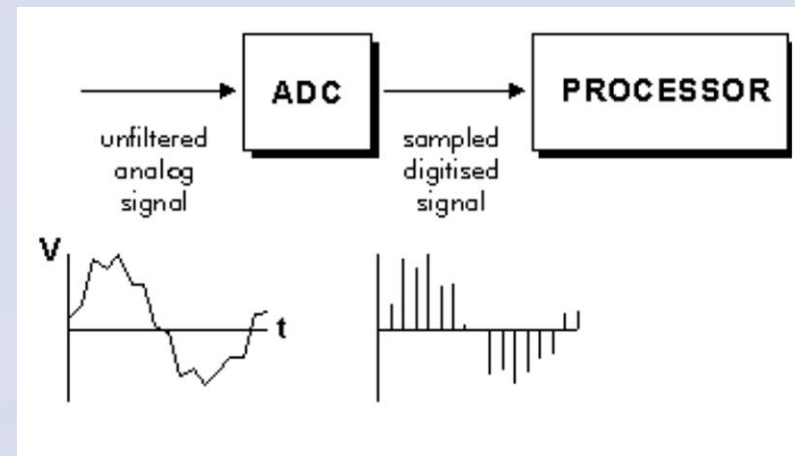 ADC
PROCESSOR
unfiltered
analog
signal
sampled
digitised
signal
V
t